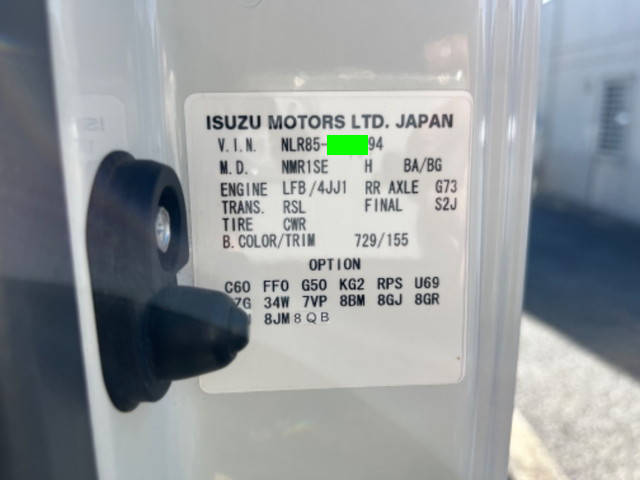 ISUZU MOTORS LTD. JAPAN
V.I.N. NLR85- 94
M.D. NMR1SE H BA/BG
ENGINE LFB/4JJ1 RR AXLE G73
TRANS. RSL FINAL S2J
TIRE CWR
B.COLOR/TRIM 729/155
OPTION
C60 FF0 G50 KG2 RPS U69
34W 7VP 8BM 8GJ 8GR
8JM 8QB